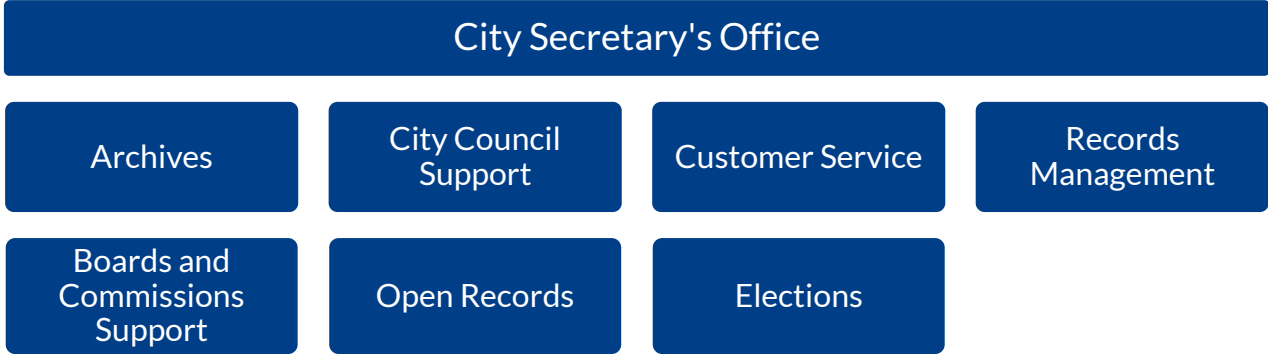 City Secretary's Office
Archives
City Council
Support
Customer Service
Records
Management
Boards and
Commissions
Support
Open Records
Elections